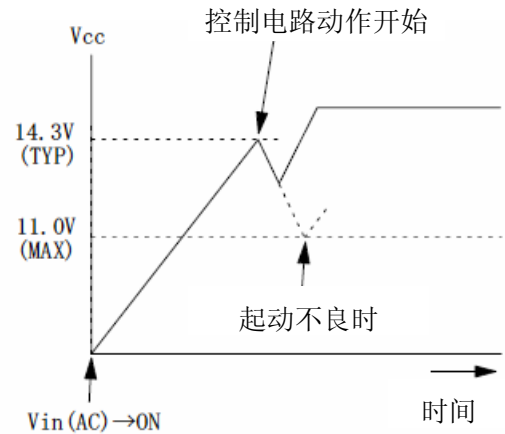 控制电路动作开始
Vcc
14.3V
(TYP)
11.0V
(MAX)
起动不良时
时间
Vin(AC)→ON